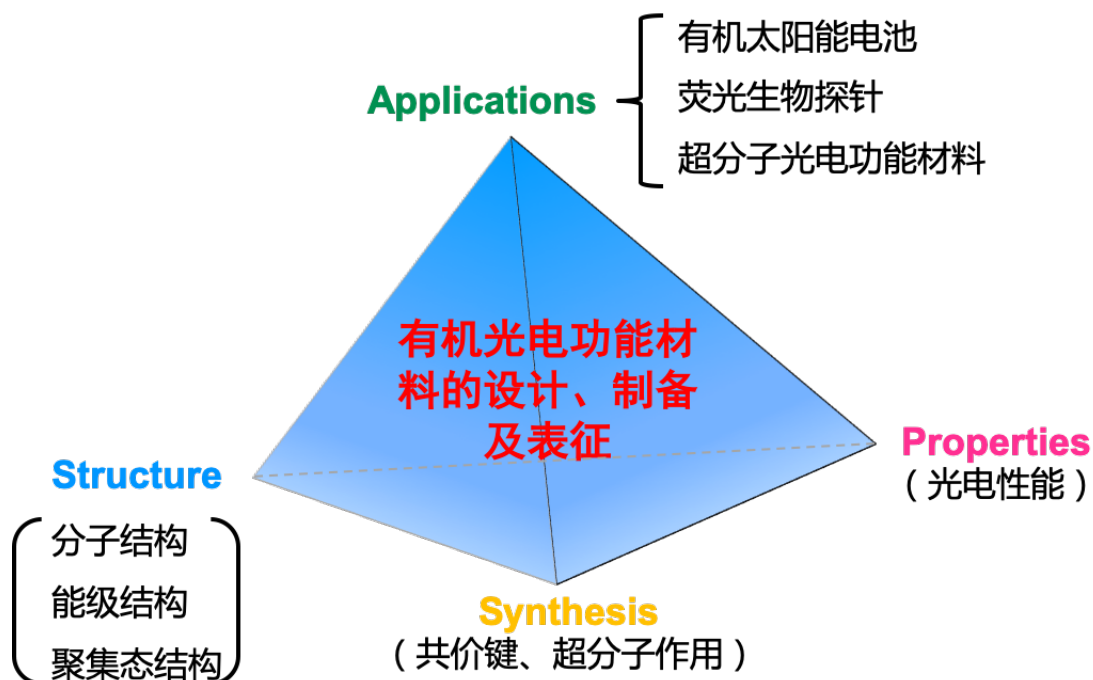 有机太阳能电池
Applications
荧光生物探针
超分子光电功能材料
有机光电功能材
料的设计、制备
及表征
Properties
（光电性能）
Structure
分子结构
能级结构
聚集态结构
Synthesis
（共价键、超分子作用）